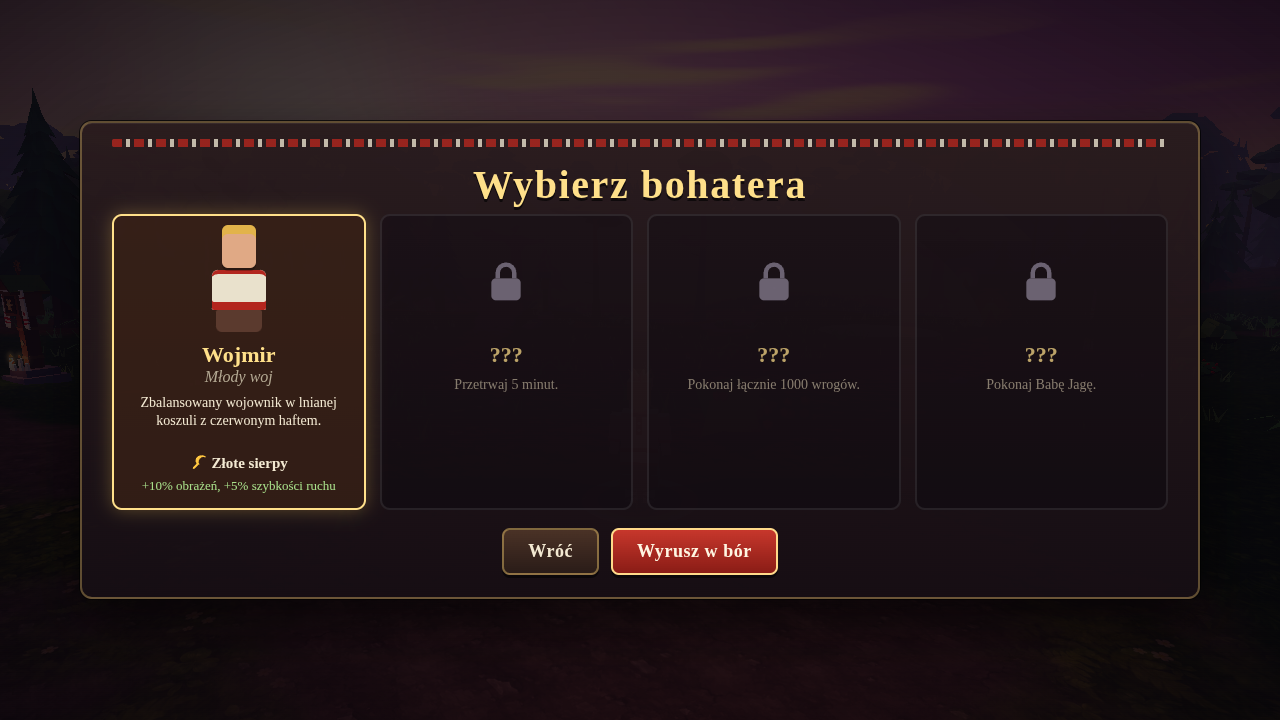 Wybierz bohatera
Wojmir
Młody woj
Zbalansowany wojownik w lnianej
koszuli z czerwonym haftem.
Złote sierpy
+10% obrażeń, +5% szybkości ruchu
???
Przetrwaj 5 minut.
???
Pokonaj łącznie 1000 wrogów.
???
Pokonaj Babę Jagę.
Wróć
Wyrusz w bór